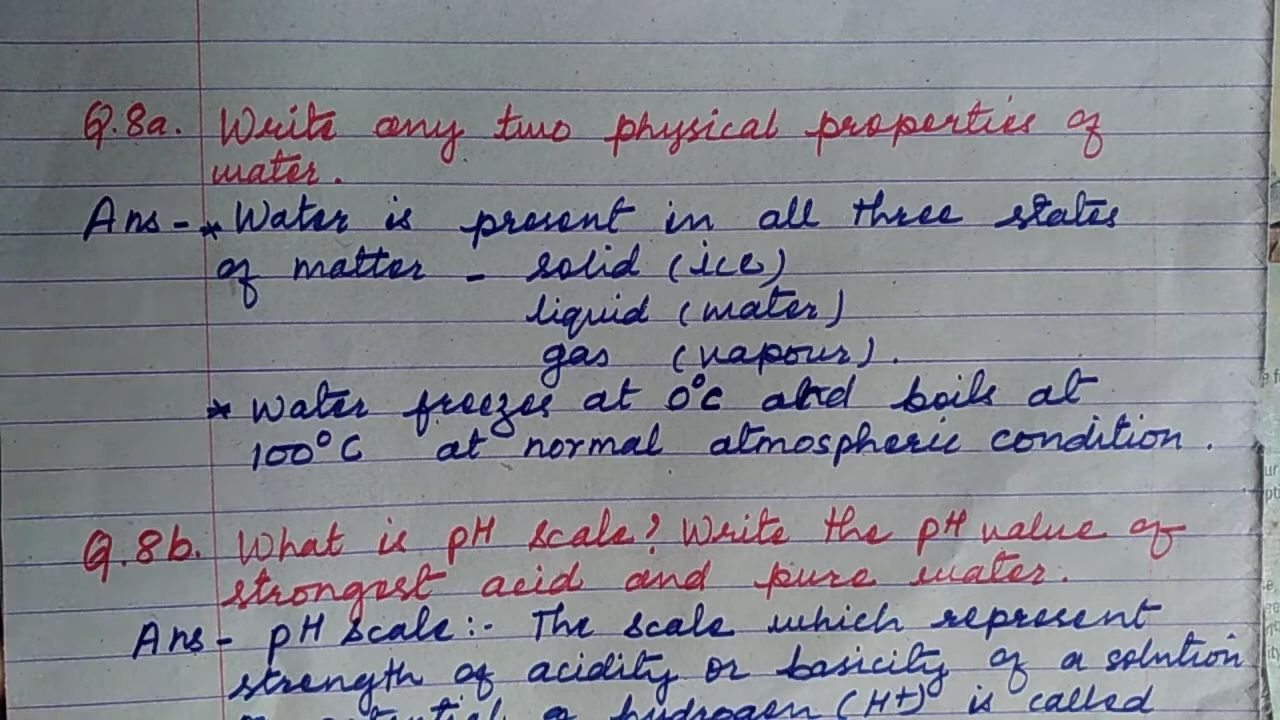 Q.8a. Write any two physical properties of
water.
Ans - * Water is present in all three states
of matter - solid (ice)
liquid (water)
gas (vapour).
* Water freezes at 0°C and boils at
100°C at normal atmospheric condition.
Q.8b. What is pH scale? Write the pH value of
strongest acid and pure water.
Ans - pH scale:- The scale which represent
strength of acidity or basicity of a solution
hydrogen (H+) is called